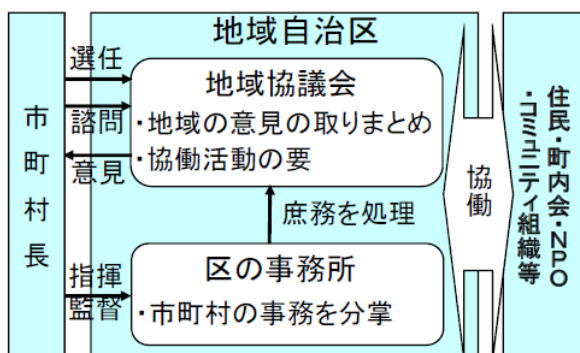 地域自治区
市町村長
選任
諮問
意見
地域協議会
・地域の意見の取りまとめ
・協働活動の要
庶務を処理
指揮
監督
区の事務所
・市町村の事務を分掌
協働
住民・町内会・NPO
・コミュニティ組織等